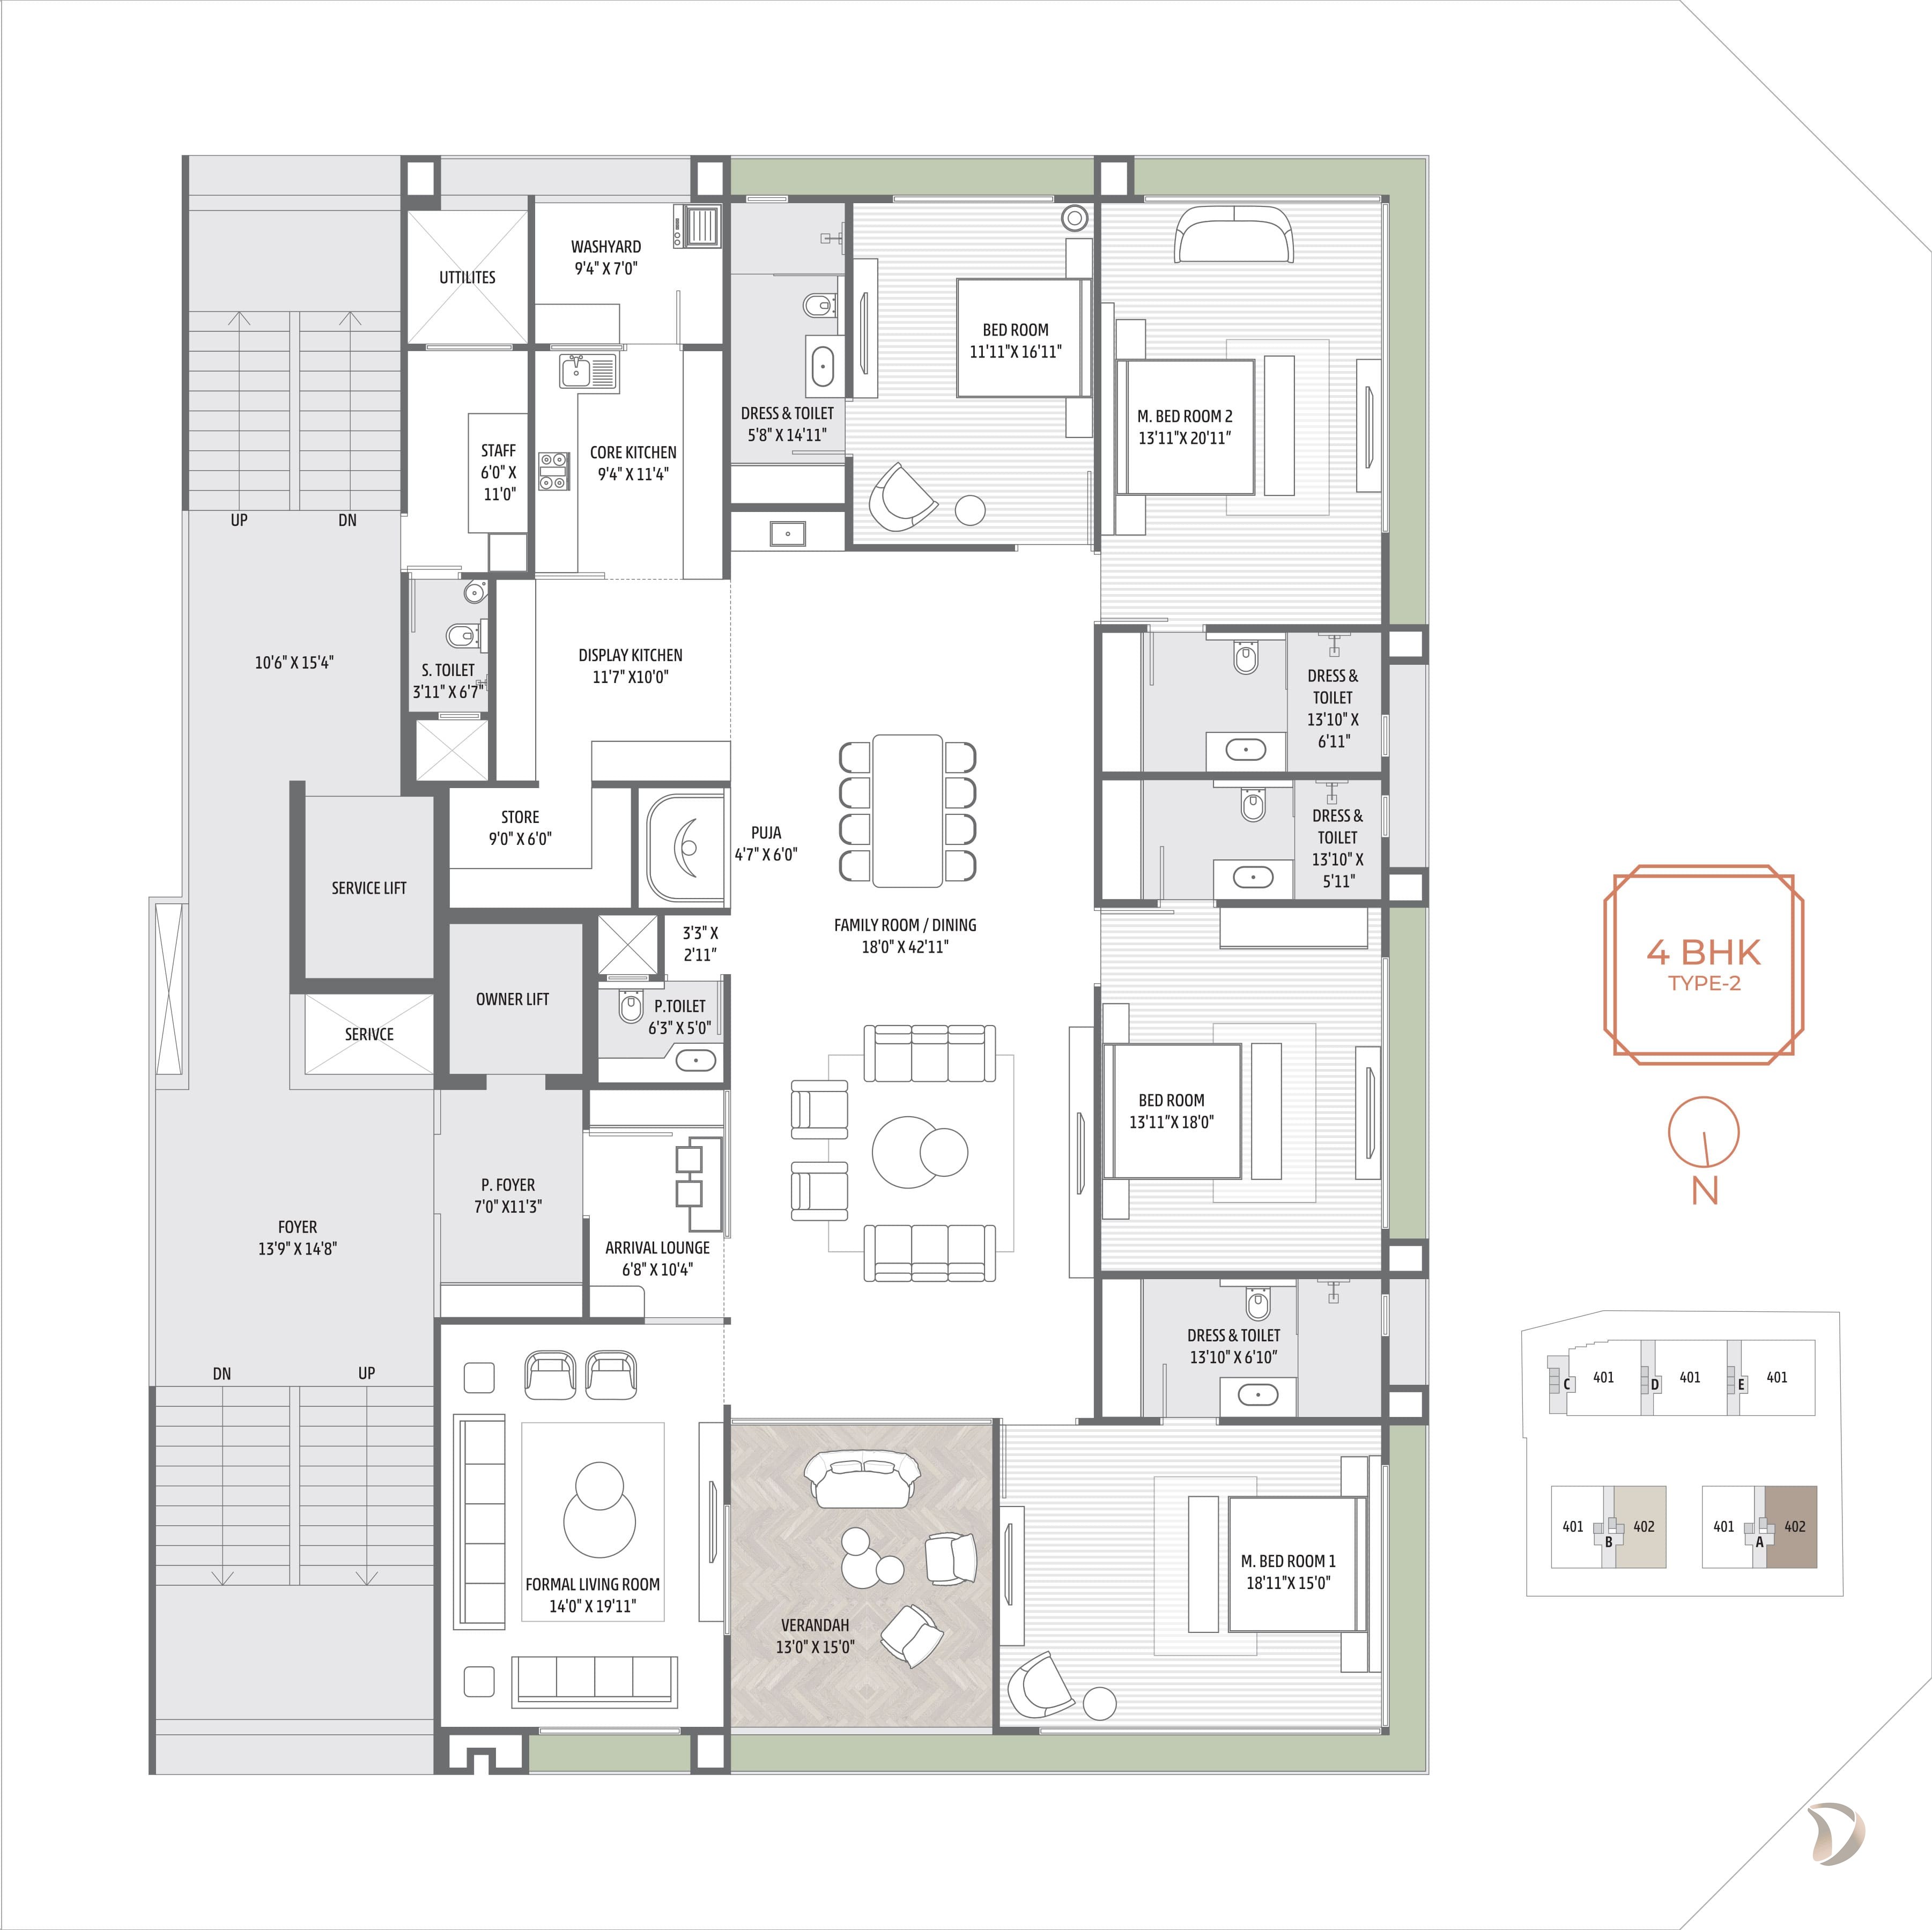 WASHYARD
9'4" X 7'0"
UTTILITES
BED ROOM
11'11"X 16'11"
M. BED ROOM 2
13'11"X 20'11"
DRESS & TOILET
5'8" X 14'11"
STAFF
6'0" X
11'0"
CORE KITCHEN
9'4" X 11'4"
UP
DN
10'6" X 15'4"
S. TOILET
3'11" X 6'7"
DISPLAY KITCHEN
11'7" X10'0"
DRESS &
TOILET
13'10" X
6'11"
STORE
9'0" X 6'0"
PUJA
4'7" X 6'0"
DRESS &
TOILET
13'10" X
5'11"
SERVICE LIFT
FAMILY ROOM / DINING
18'0" X 42'11"
3'3" X
2'11"
OWNER LIFT
P.TOILET
6'3" X 5'0"
SERIVCE
4 BHK
TYPE-2
N
BED ROOM
13'11"X 18'0"
P. FOYER
7'0" X11'3"
FOYER
13'9" X 14'8"
ARRIVAL LOUNGE
6'8" X 10'4"
DRESS & TOILET
13'10" X 6'10"
DN
UP
C
401
D
401
E
401
FORMAL LIVING ROOM
14'0" X 19'11"
VERANDAH
13'0" X 15'0"
M. BED ROOM 1
18'11"X 15'0"
401
B
402
401
A
402